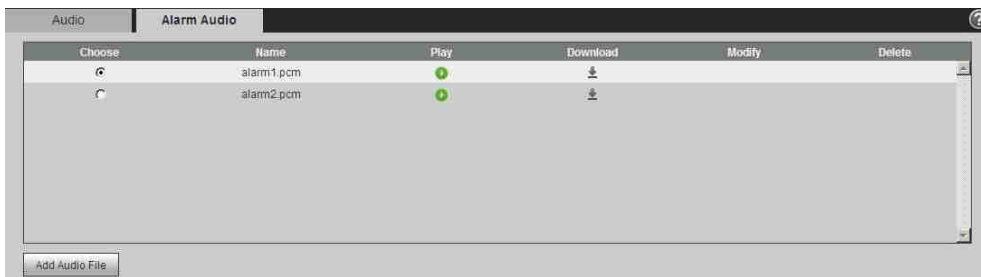 Audio Alarm Audio ?
Choose Name Play Download Modify Delete
alarm1.pcm
alarm2.pcm
Add Audio File